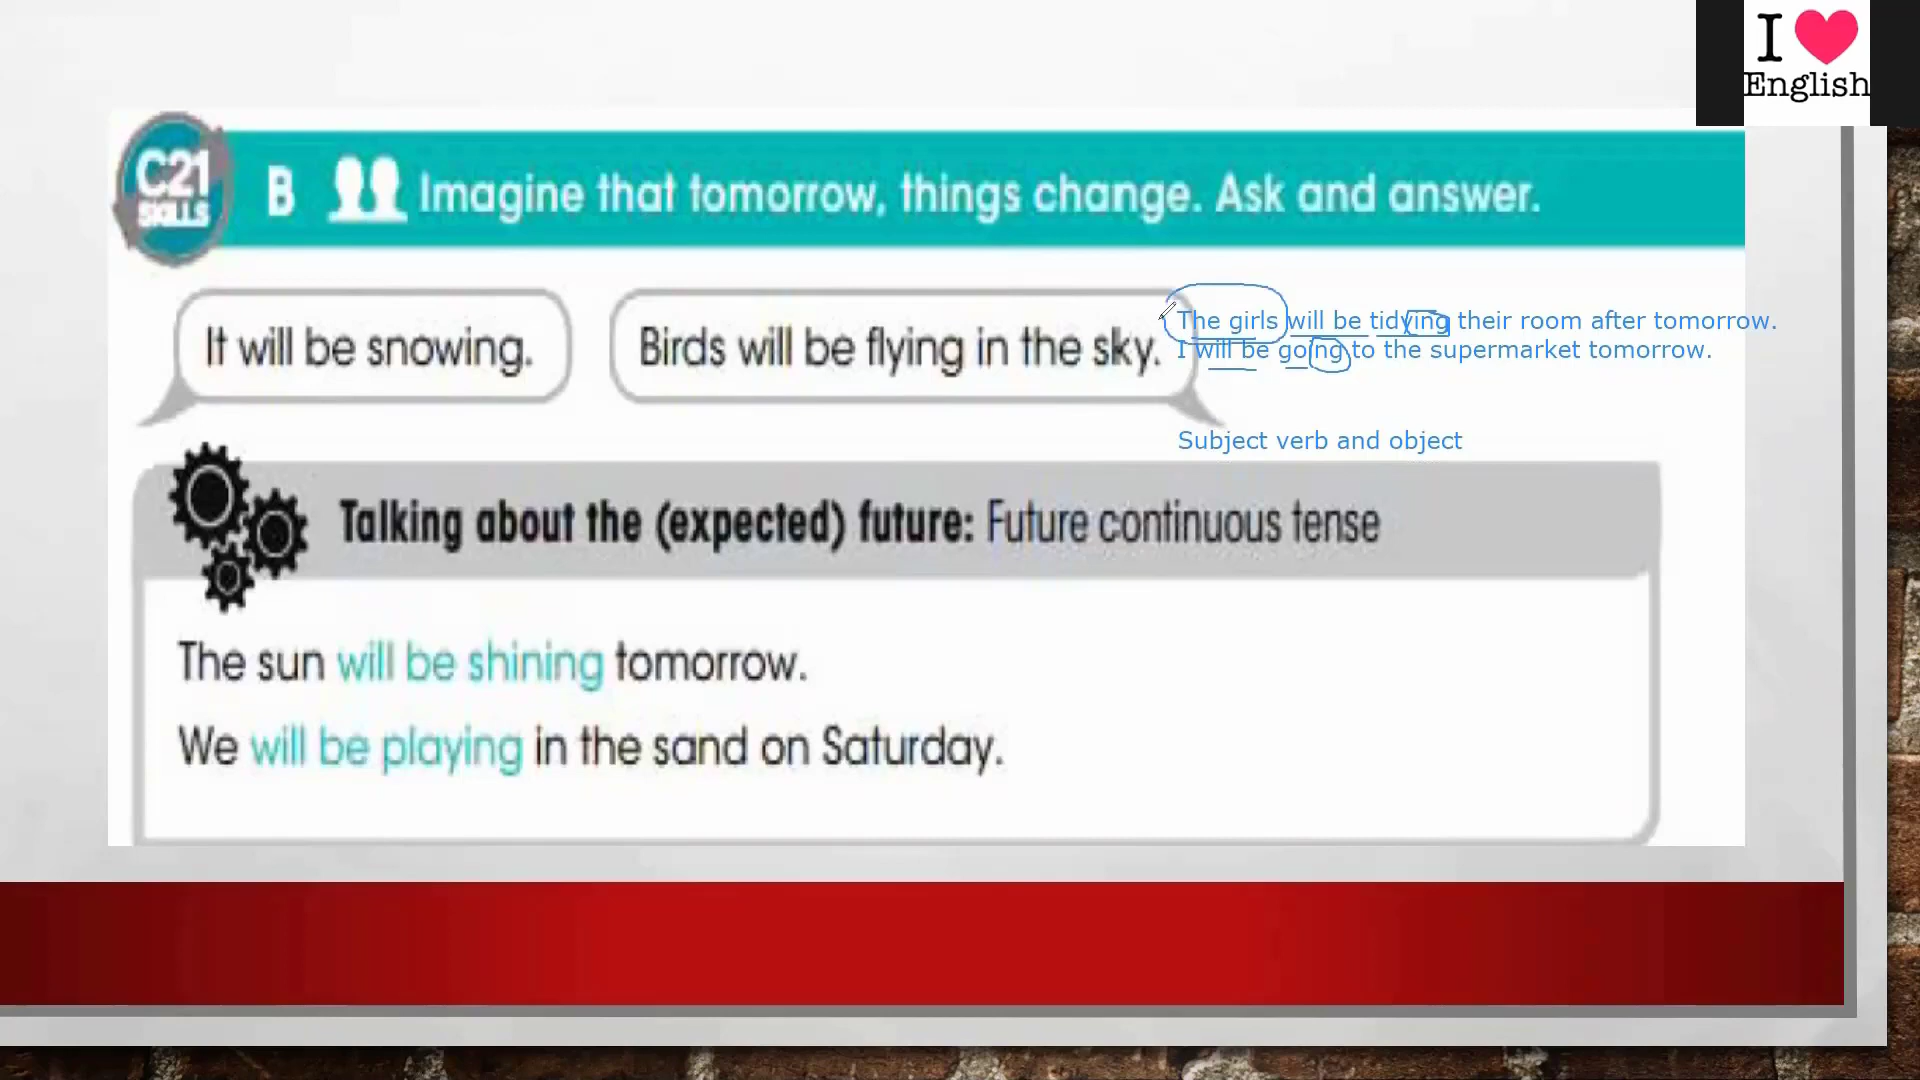 I ❤ English
C21 SKILLS
B Imagine that tomorrow, things change. Ask and answer.
It will be snowing.
Birds will be flying in the sky.
The girls will be tidying their room after tomorrow.
I will be going to the supermarket tomorrow.
Subject verb and object
Talking about the (expected) future: Future continuous tense
The sun will be shining tomorrow.
We will be playing in the sand on Saturday.